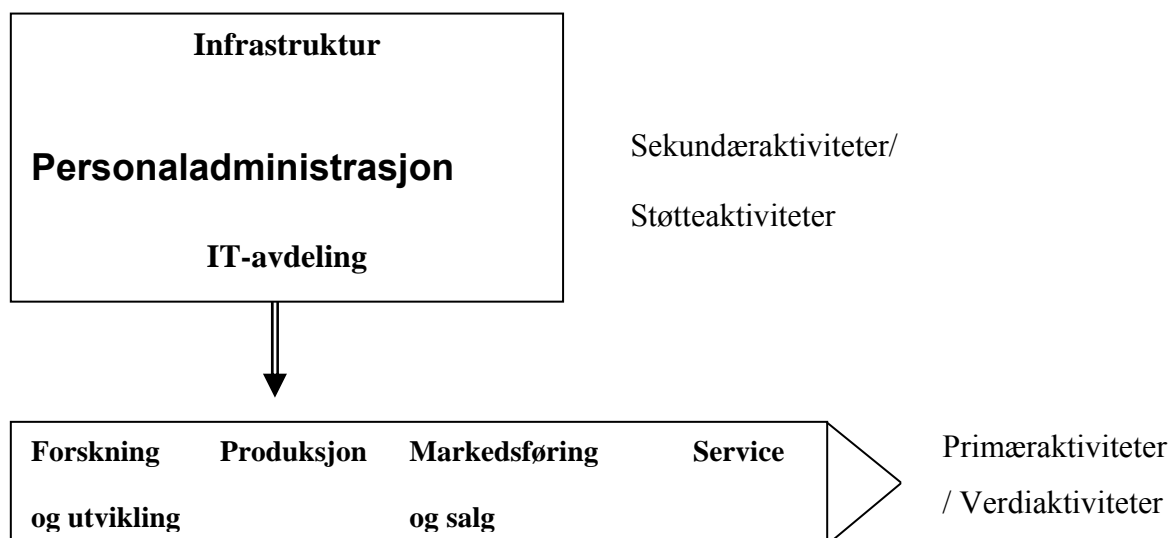 Infrastruktur
Personaladministrasjon
IT-avdeling
Sekundæraktiviteter/
Støtteaktiviteter
Forskning
og utvikling
Produksjon
Markedsføring
og salg
Service
Primæraktiviteter
/ Verdiaktiviteter